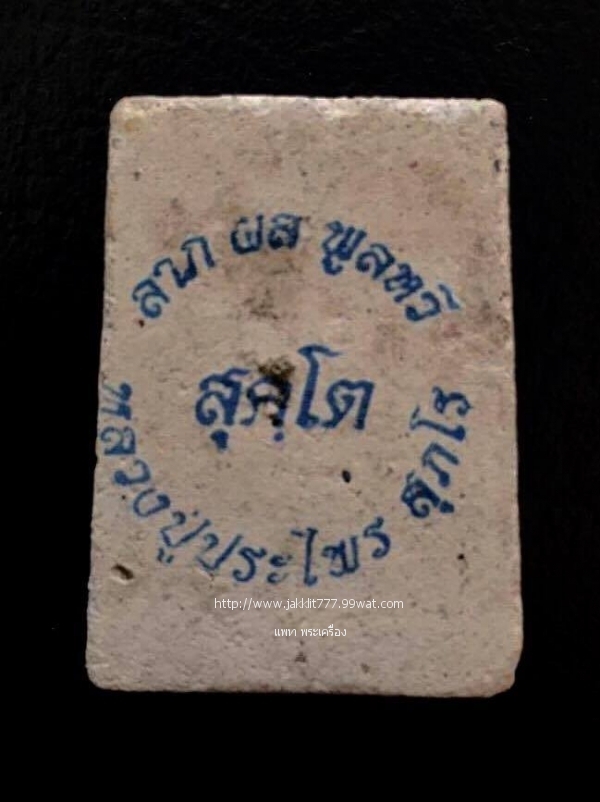 ลาภ ผล พูลทวี
สุคโต
หลวงปู่ประไพร สุภโร
http://www.jakklit777.99wat.com
แพท พระเครื่อง